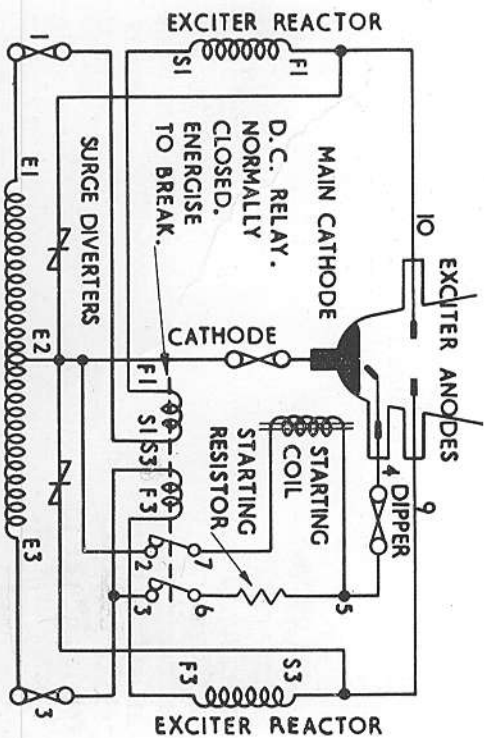 EXCITER REACTOR
S1
F1
1
10
EXCITER ANODES
MAIN CATHODE
D.C. RELAY.
NORMALLY
CLOSED.
ENERGISE
TO BREAK.
SURGE DIVERTERS
E1
E2
E3
CATHODE
F1
S1
S3
F3
STARTING
COIL
STARTING
RESISTOR
4
DIPPER
9
2
7
3
6
5
F3
S3
3
EXCITER REACTOR